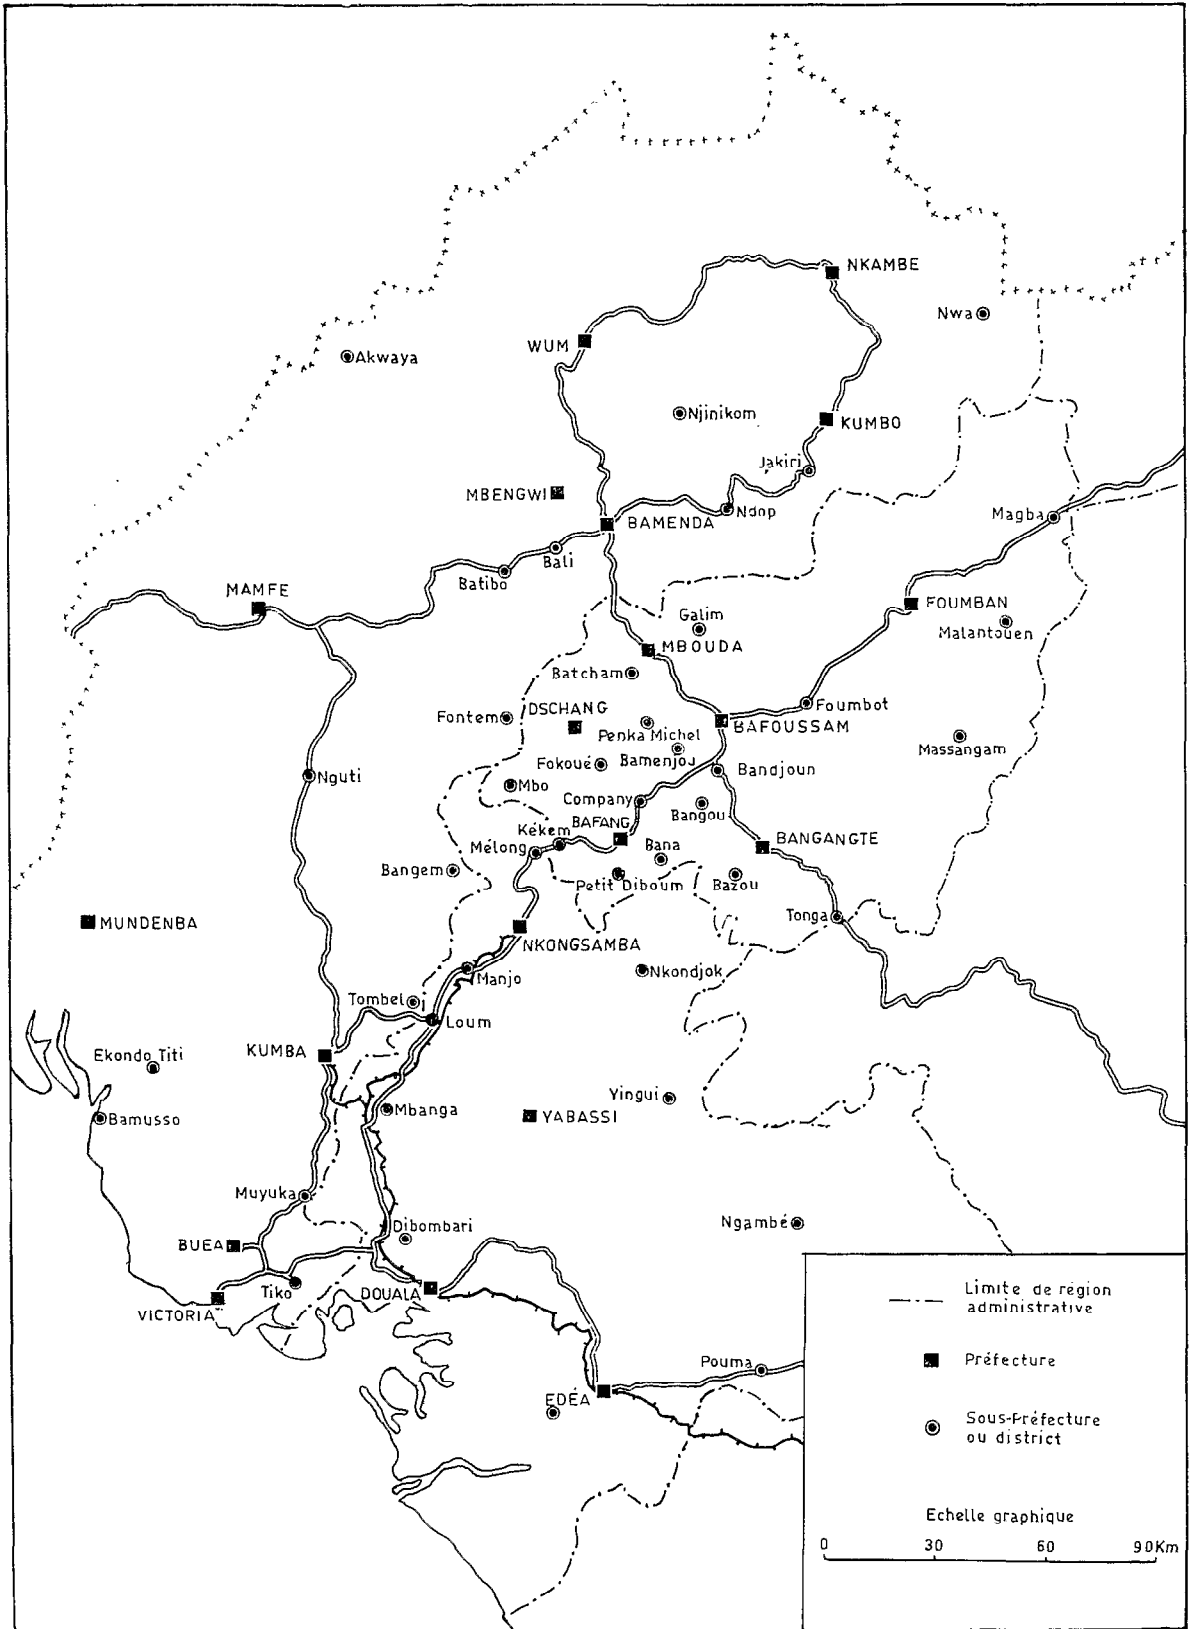 NKAMBE
Nwa
WUM
Akwaya
Njinikom
KUMBO
Jakiri
MBENGWI
Ndop
Magba
BAMENDA
Bali
Batibo
MAMFE
FOUMBAN
Galim
Malantouen
MBOUDA
Batcham
Foumbot
DSCHANG
Fontem
BAFOUSSAM
Penka Michel
Massangam
Bamenjou
Fokoué
Bandjoun
Nguti
Mbo
Company
Bangou
BAFANG
Kékem
BANGANGTE
Mélong
Bana
Bangem
Petit Diboum
Bazou
Tonga
MUNDENBA
NKONGSAMBA
Manjo
Nkondjok
Tombel
Loum
KUMBA
Ekondo Titi
Yingui
Mbanga
YABASSI
Bamusso
Muyuka
Ngambé
Dibombari
BUEA
Tiko
DOUALA
VICTORIA
Pouma
EDÉA
Limite de région
administrative
Préfecture
Sous-Préfecture
ou district
Echelle graphique
0 30 60 90Km